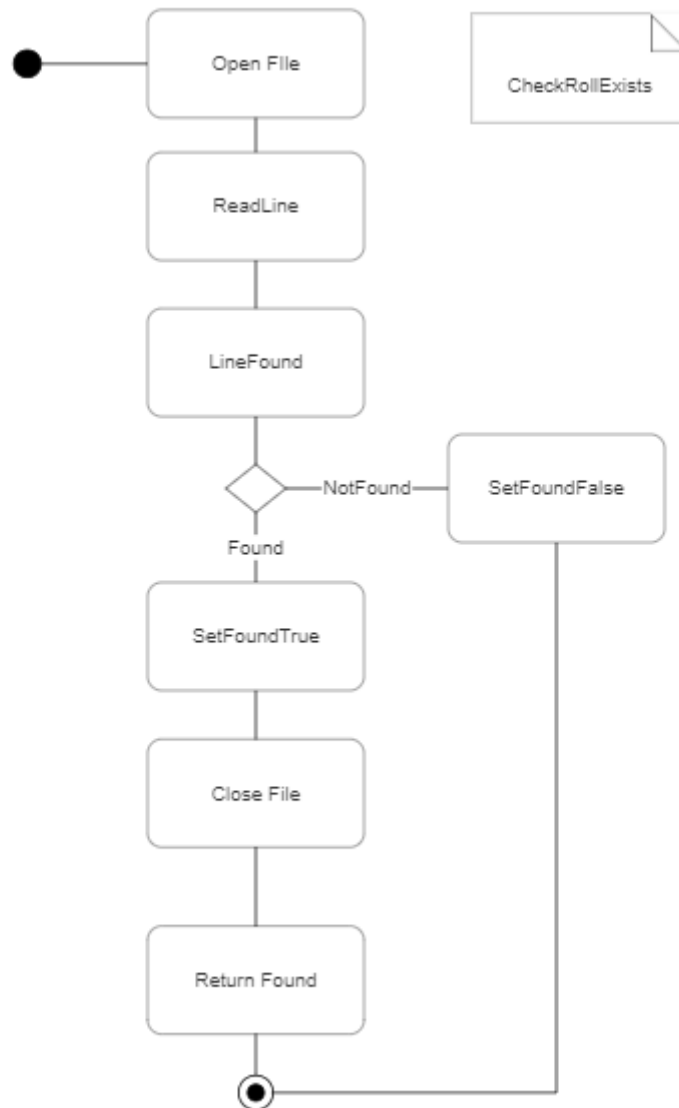 Open FIle
CheckRollExists
ReadLine
LineFound
NotFound
SetFoundFalse
Found
SetFoundTrue
Close File
Return Found